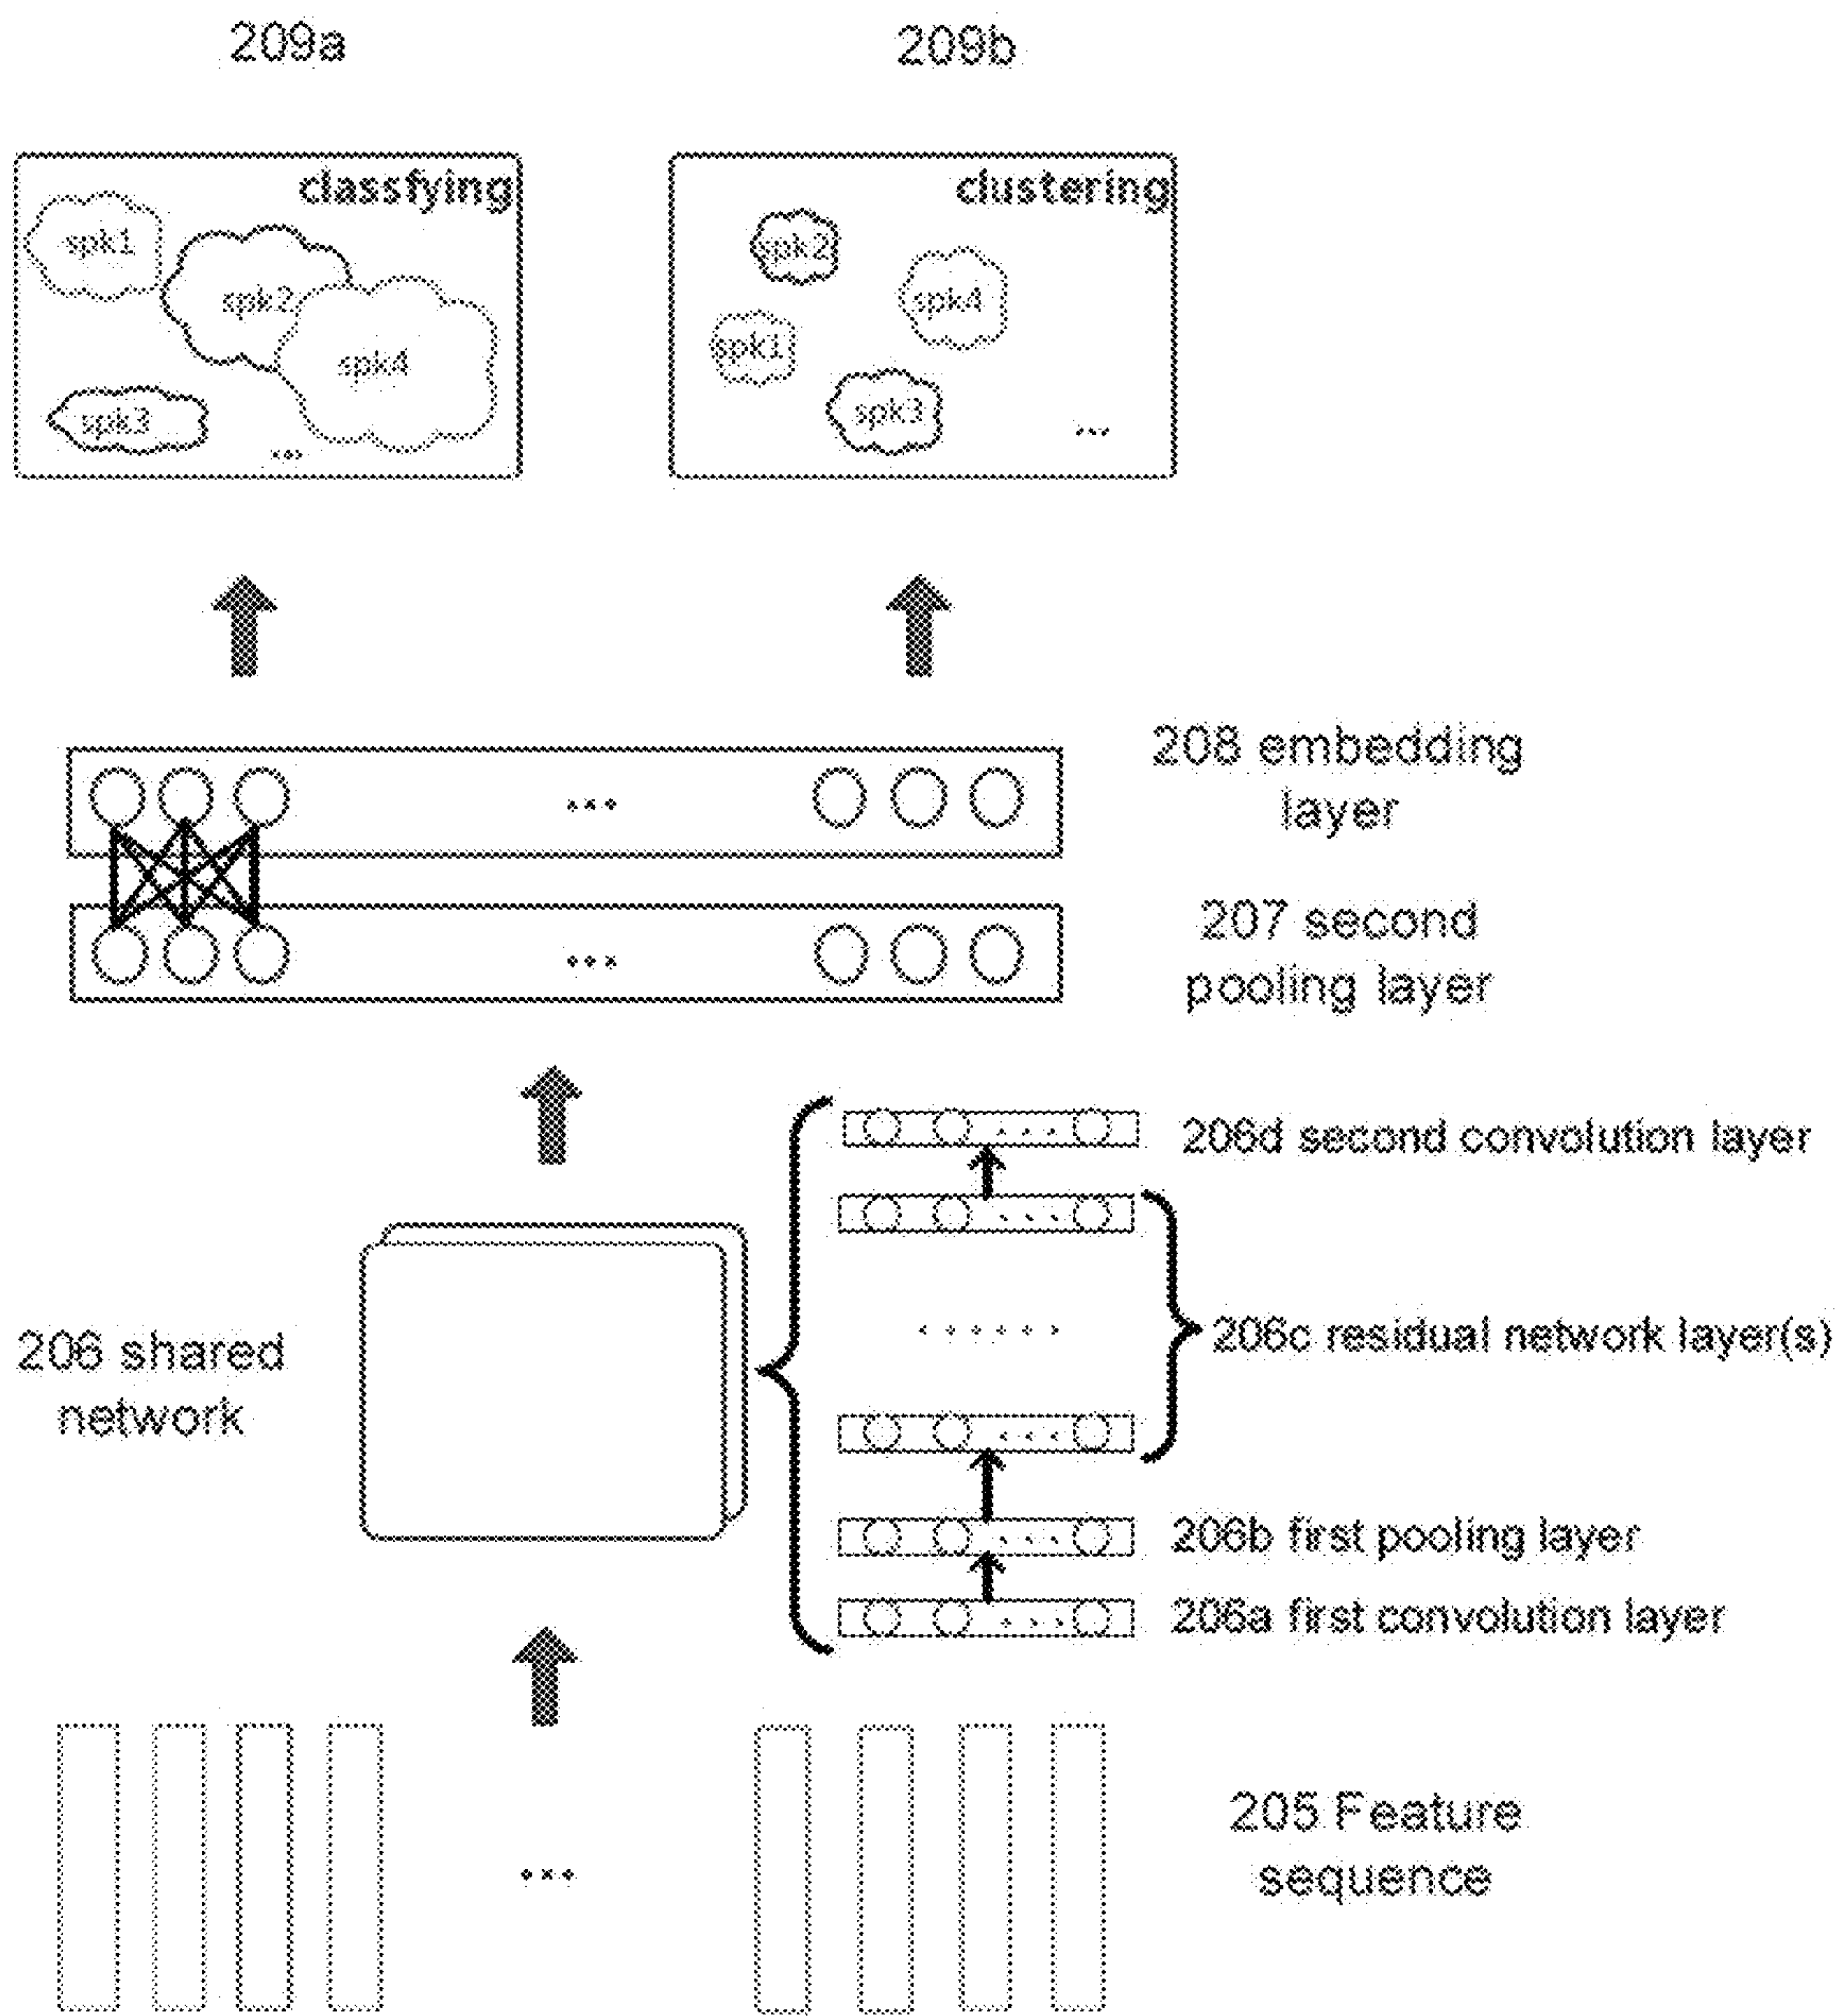 209a
209b
classfying
spk1
spk2
spk4
spk3
...
clustering
spk2
spk4
spk1
spk3
...
208 embedding
layer
...
207 second
pooling layer
...
206d second convolution layer
206c residual network layer(s)
206 shared
network
206b first pooling layer
206a first convolution layer
205 Feature
sequence
...